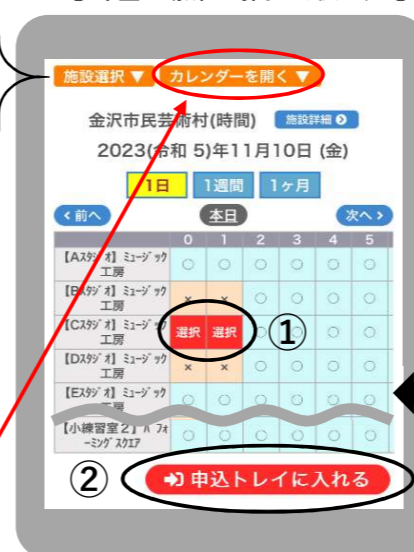 施設選択 ▼ カレンダーを開く ▼
金沢市民芸術村(時間) 施設詳細
2023(令和 5)年11月10日 (金)
1日 1週間 1ヶ月
<前へ 本日 次へ>
0 1 2 3 4 5
【Aｽﾀｼﾞｵ】ﾐｭｰｼﾞｯｸ工房 ○ ○ ○ ○ ○ ○
【Bｽﾀｼﾞｵ】ﾐｭｰｼﾞｯｸ工房 × × ○ ○ ○ ○
【Cｽﾀｼﾞｵ】ﾐｭｰｼﾞｯｸ工房 選択 選択 ○ ○ ○ ①
【Dｽﾀｼﾞｵ】ﾐｭｰｼﾞｯｸ工房 × × ○ ○ ○ ○
【Eｽﾀｼﾞｵ】ﾐｭｰｼﾞｯｸ工房 ○ ○ ○ ○ ○ ○
【小練習室2】ﾊﾟﾌｫｰﾐﾝｸﾞｽｸｴｱ ○ ○ ○ ○ ○ ○
② 申込トレイに入れる